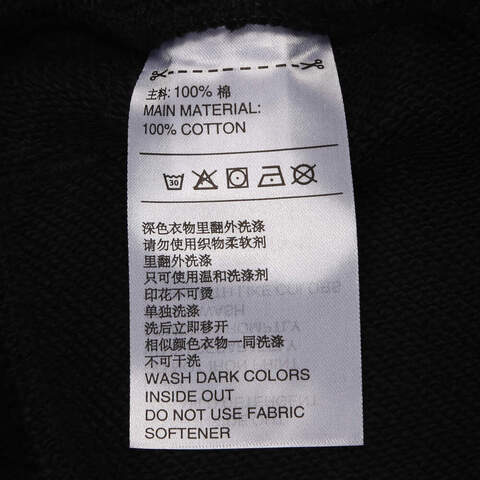 主料: 100% 棉
MAIN MATERIAL:
100% COTTON
30
深色衣物里翻外洗涤
请勿使用织物柔软剂
里翻外洗涤
只可使用温和洗涤剂
印花不可烫
单独洗涤
洗后立即移开
相似颜色衣物一同洗涤
不可干洗
WASH DARK COLORS
INSIDE OUT
DO NOT USE FABRIC
SOFTENER